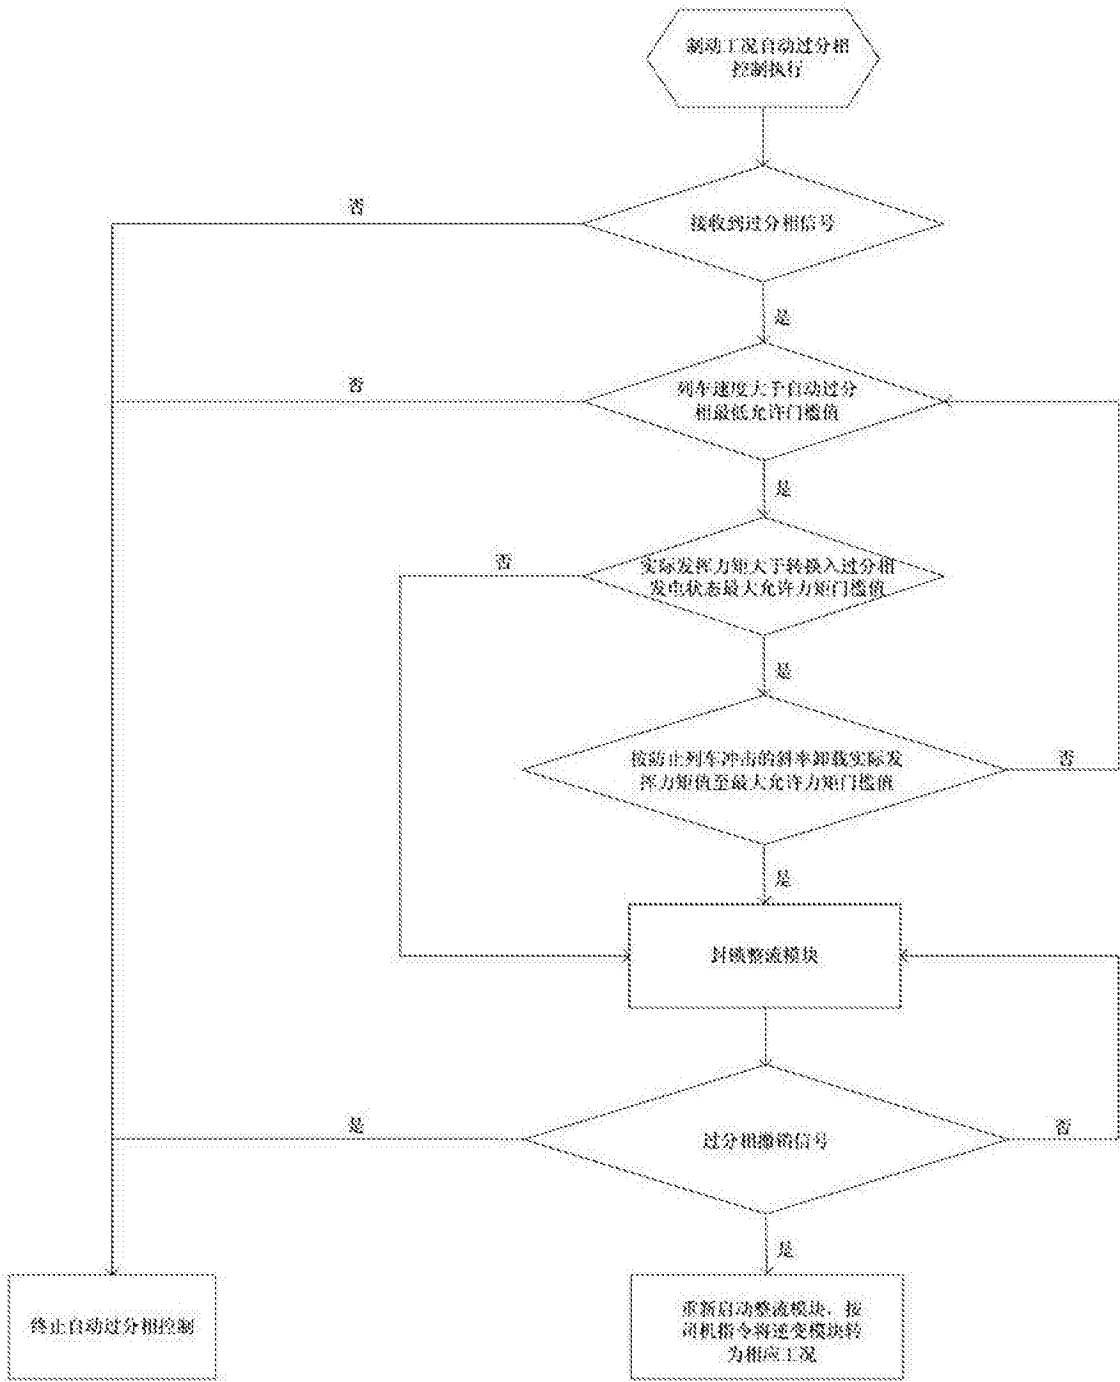 制动工况自动过分相
控制执行
否
接收到过分相信号
是
否
列车速度大于自动过分
相最低允许门槛值
是
否
实际发挥力矩大于转换入过分相
发电状态最大允许力矩门槛值
是
按防止列车冲击的斜率卸载实际发
挥力矩值至最大允许力矩门槛值
否
是
封锁整流模块
是
过分相撤销信号
否
是
终止自动过分相控制
重新启动整流模块，按
司机指令将逆变模块转
为相应工况